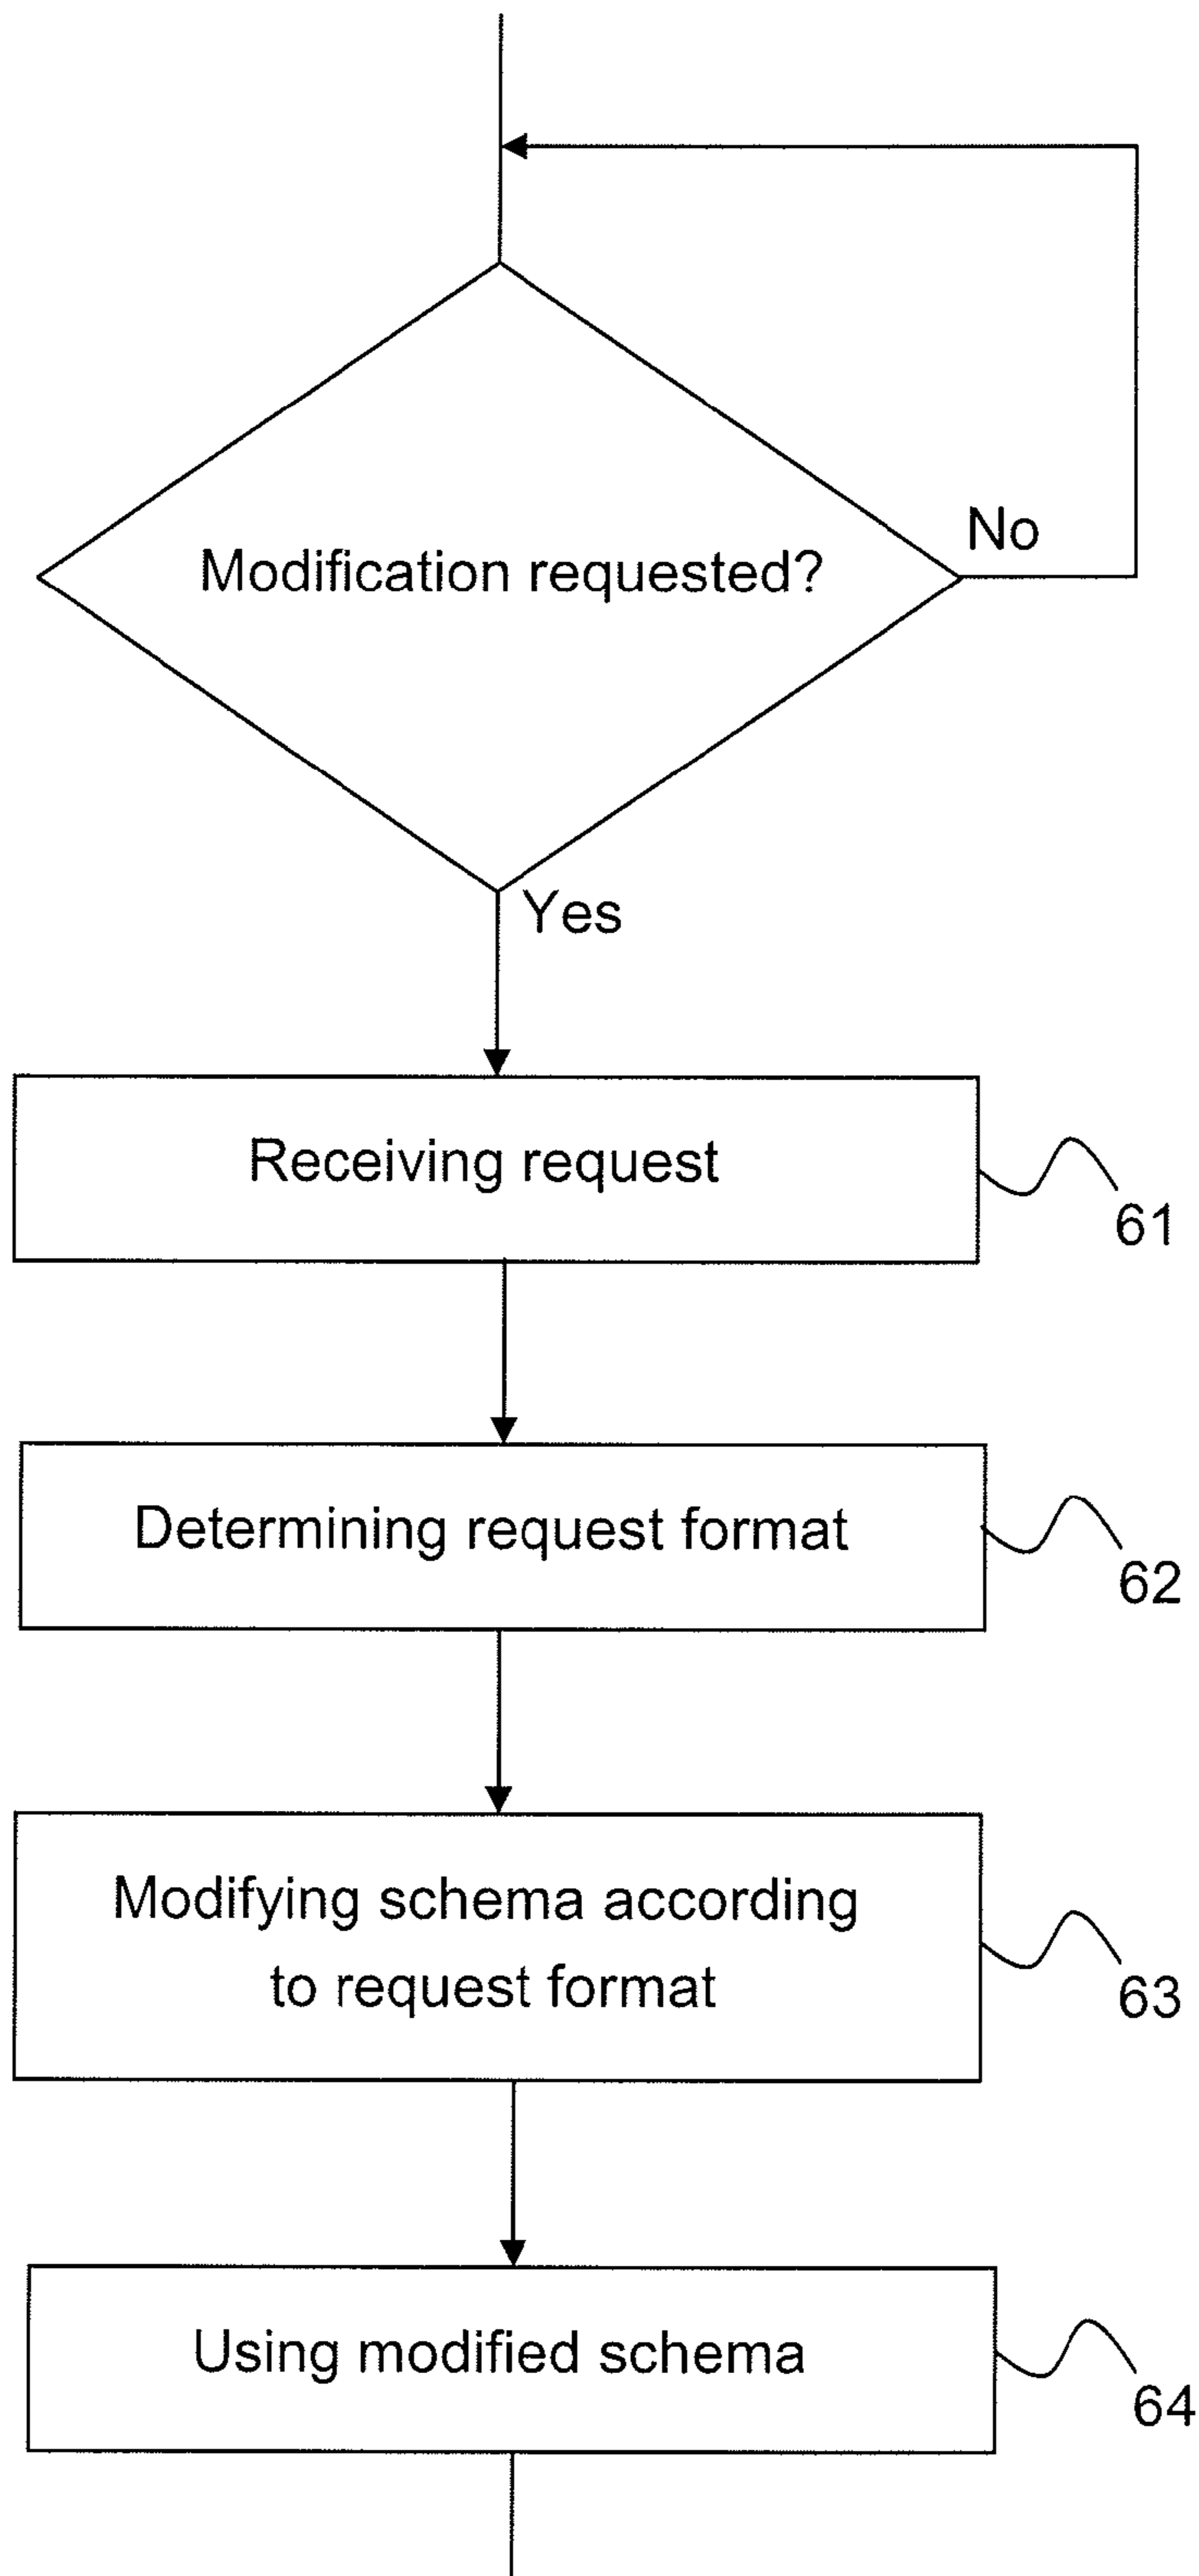 No
Modification requested?
Yes
Receiving request
61
Determining request format
62
Modifying schema according
to request format
63
Using modified schema
64